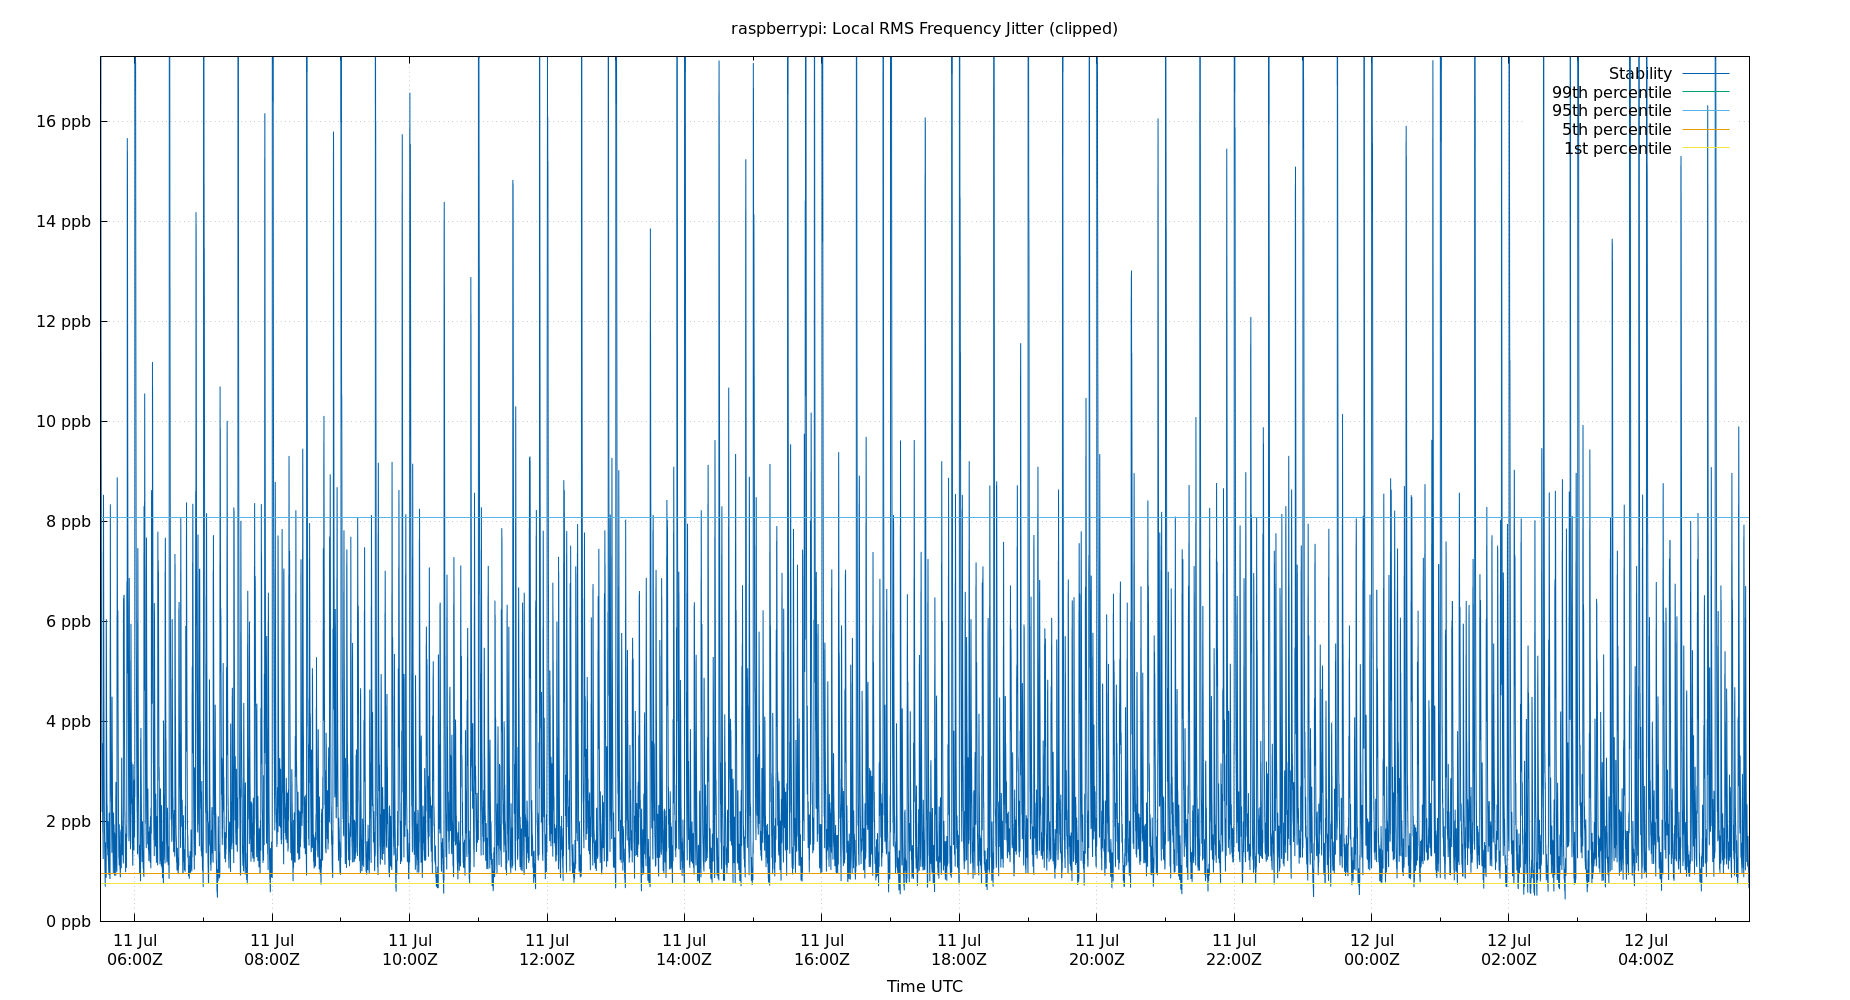 raspberrypi: Local RMS Frequency Jitter (clipped)
Stability
99th percentile
95th percentile
5th percentile
1st percentile
16 ppb
14 ppb
12 ppb
10 ppb
8 ppb
6 ppb
4 ppb
2 ppb
0 ppb
11 Jul 11 Jul 11 Jul 11 Jul 11 Jul 11 Jul 11 Jul 11 Jul 11 Jul 12 Jul 12 Jul 12 Jul
06:00Z 08:00Z 10:00Z 12:00Z 14:00Z 16:00Z 18:00Z 20:00Z 22:00Z 00:00Z 02:00Z 04:00Z
Time UTC